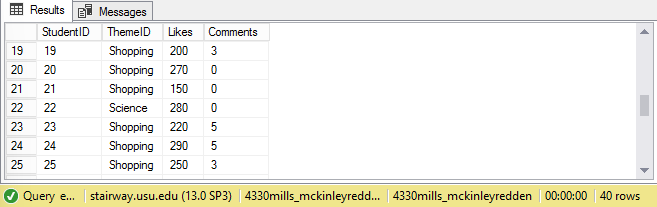 Results Messages
StudentID ThemeID Likes Comments
19 19 Shopping 200 3
20 20 Shopping 270 0
21 21 Shopping 150 0
22 22 Science 280 0
23 23 Shopping 220 5
24 24 Shopping 290 5
25 25 Shopping 250 3
Query e... stairway.usu.edu (13.0 SP3) 4330mills_mckinleyredd... 4330mills_mckinleyredden 00:00:00 40 rows